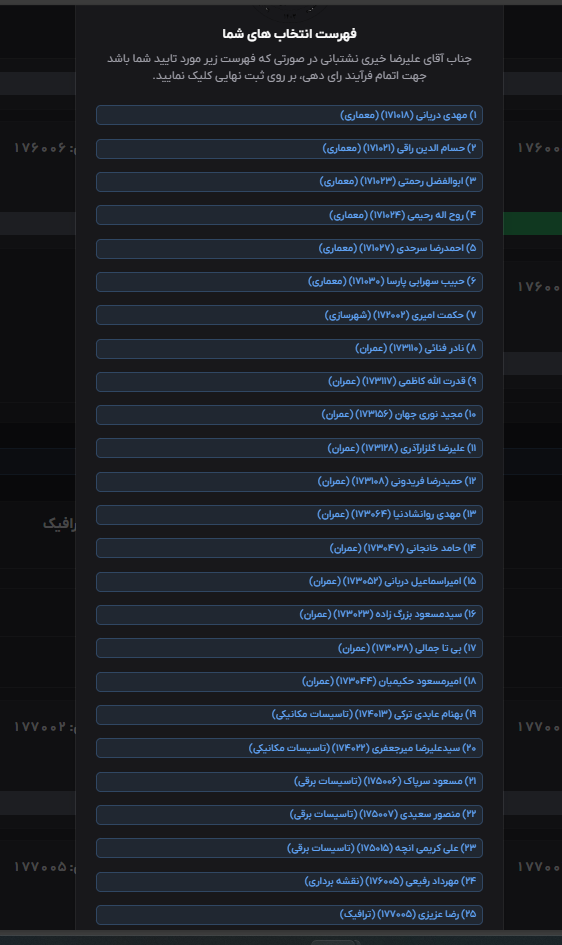 فهرست انتخاب های شما
جناب آقای علیرضا خیری نشتبانی در صورتی که فهرست زیر مورد تایید شما باشد
جهت اتمام فرآیند رای دهی، بر روی ثبت نهایی کلیک نمایید.
۱) مهدی دریانی (۱۷۱۰۱۸) (معماری)
۲) حسام الدین راقی (۱۷۱۰۲۱) (معماری)
۳) ابوالفضل رحمتی (۱۷۱۰۲۳) (معماری)
۴) روح اله رحیمی (۱۷۱۰۲۴) (معماری)
۵) احمدرضا سرحدی (۱۷۱۰۲۷) (معماری)
۶) حبیب سهرابی پارسا (۱۷۱۰۳۰) (معماری)
۷) حکمت امیری (۱۷۲۰۰۲) (شهرسازی)
۸) نادر فنائی (۱۷۳۱۱۰) (عمران)
۹) قدرت الله کاظمی (۱۷۳۱۱۷) (عمران)
۱۰) مجید نوری جهان (۱۷۳۱۵۶) (عمران)
۱۱) علیرضا گلزارآذری (۱۷۳۱۲۸) (عمران)
۱۲) حمیدرضا فریدونی (۱۷۳۱۰۸) (عمران)
۱۳) مهدی روانشادنیا (۱۷۳۰۶۴) (عمران)
۱۴) حامد خانجانی (۱۷۳۰۴۷) (عمران)
۱۵) امیراسماعیل دریانی (۱۷۳۰۵۲) (عمران)
۱۶) سیدمسعود بزرگ زاده (۱۷۳۰۲۳) (عمران)
۱۷) بی تا جمالی (۱۷۳۰۳۸) (عمران)
۱۸) امیرمسعود حکیمیان (۱۷۳۰۴۴) (عمران)
۱۹) بهنام عابدی ترکی (۱۷۴۰۱۳) (تاسیسات مکانیکی)
۲۰) سیدعلیرضا میرجعفری (۱۷۴۰۲۲) (تاسیسات مکانیکی)
۲۱) مسعود سرپاک (۱۷۵۰۰۶) (تاسیسات برقی)
۲۲) منصور سعیدی (۱۷۵۰۰۷) (تاسیسات برقی)
۲۳) علی کریمی انچه (۱۷۵۰۱۵) (تاسیسات برقی)
۲۴) مهرداد رفیعی (۱۷۶۰۰۵) (نقشه برداری)
۲۵) رضا عزیزی (۱۷۷۰۰۵) (ترافیک)
۱۷۶۰۰
۱۷۶۰۰۶
۱۷۶۰۰
۱۷۷۰۰
۱۷۷۰۰۲
۱۷۷۰۰
۱۷۷۰۰۵